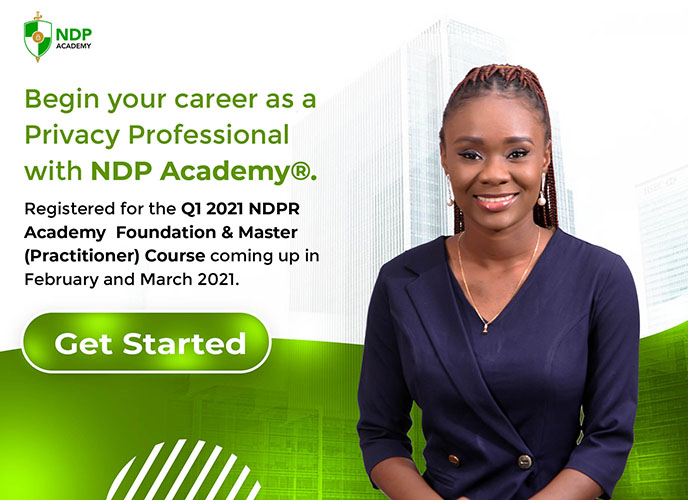 NDP
ACADEMY
Begin your career as a
Privacy Professional
with NDP Academy®.
Registered for the Q1 2021 NDPR
Academy Foundation & Master
(Practitioner) Course coming up in
February and March 2021.
Get Started